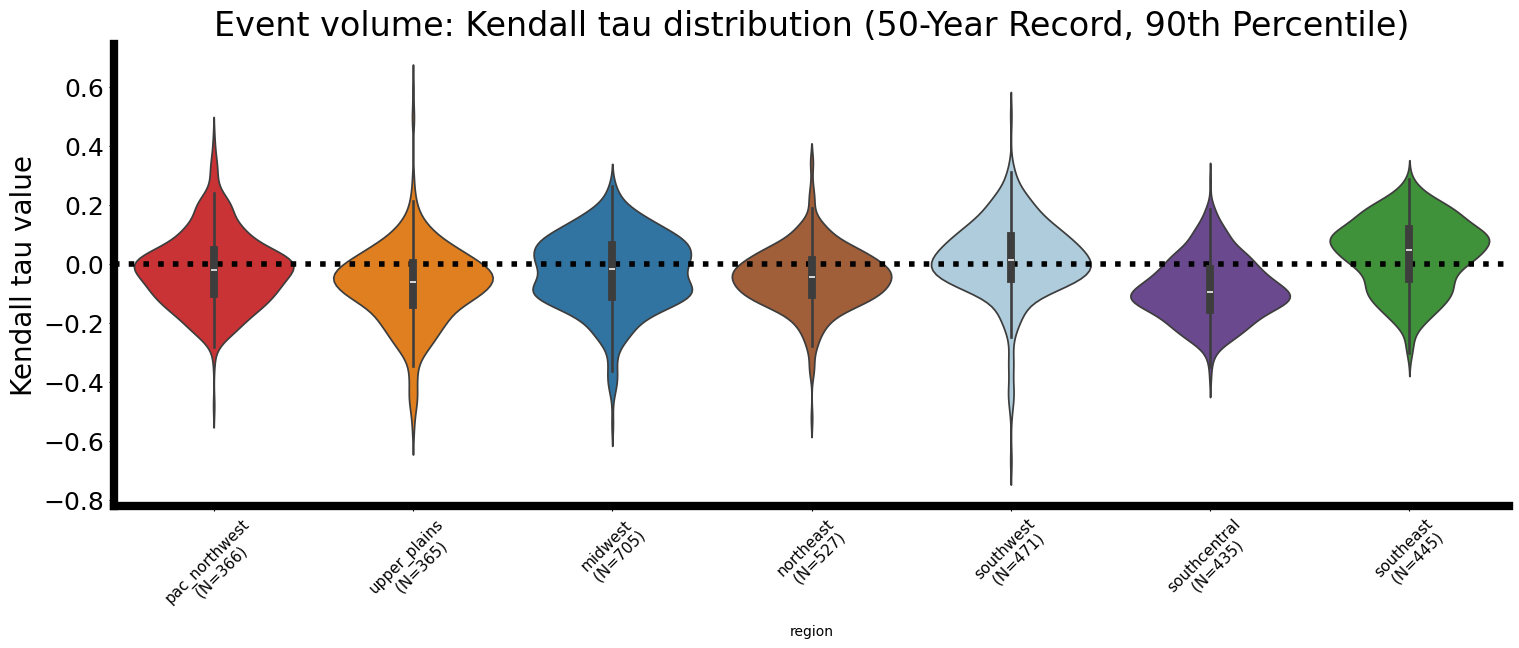 Event volume: Kendall tau distribution (50-Year Record, 90th Percentile)
Kendall tau value
0.6
0.4
0.2
0.0
−0.2
−0.4
−0.6
−0.8
pac_northwest
(N=366)
upper_plains
(N=365)
midwest
(N=705)
northeast
(N=527)
southwest
(N=471)
southcentral
(N=435)
southeast
(N=445)
region